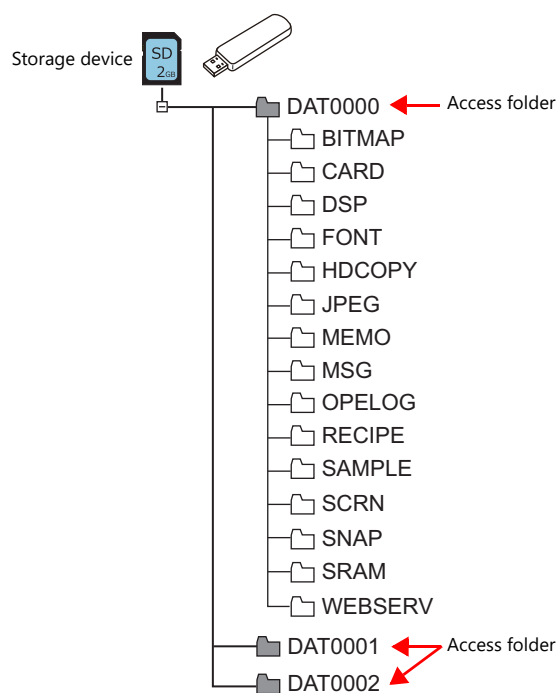 Storage device
SD
2GB
DAT0000
Access folder
BITMAP
CARD
DSP
FONT
HDCOPY
JPEG
MEMO
MSG
OPELOG
RECIPE
SAMPLE
SCRN
SNAP
SRAM
WEBSERV
DAT0001
Access folder
DAT0002